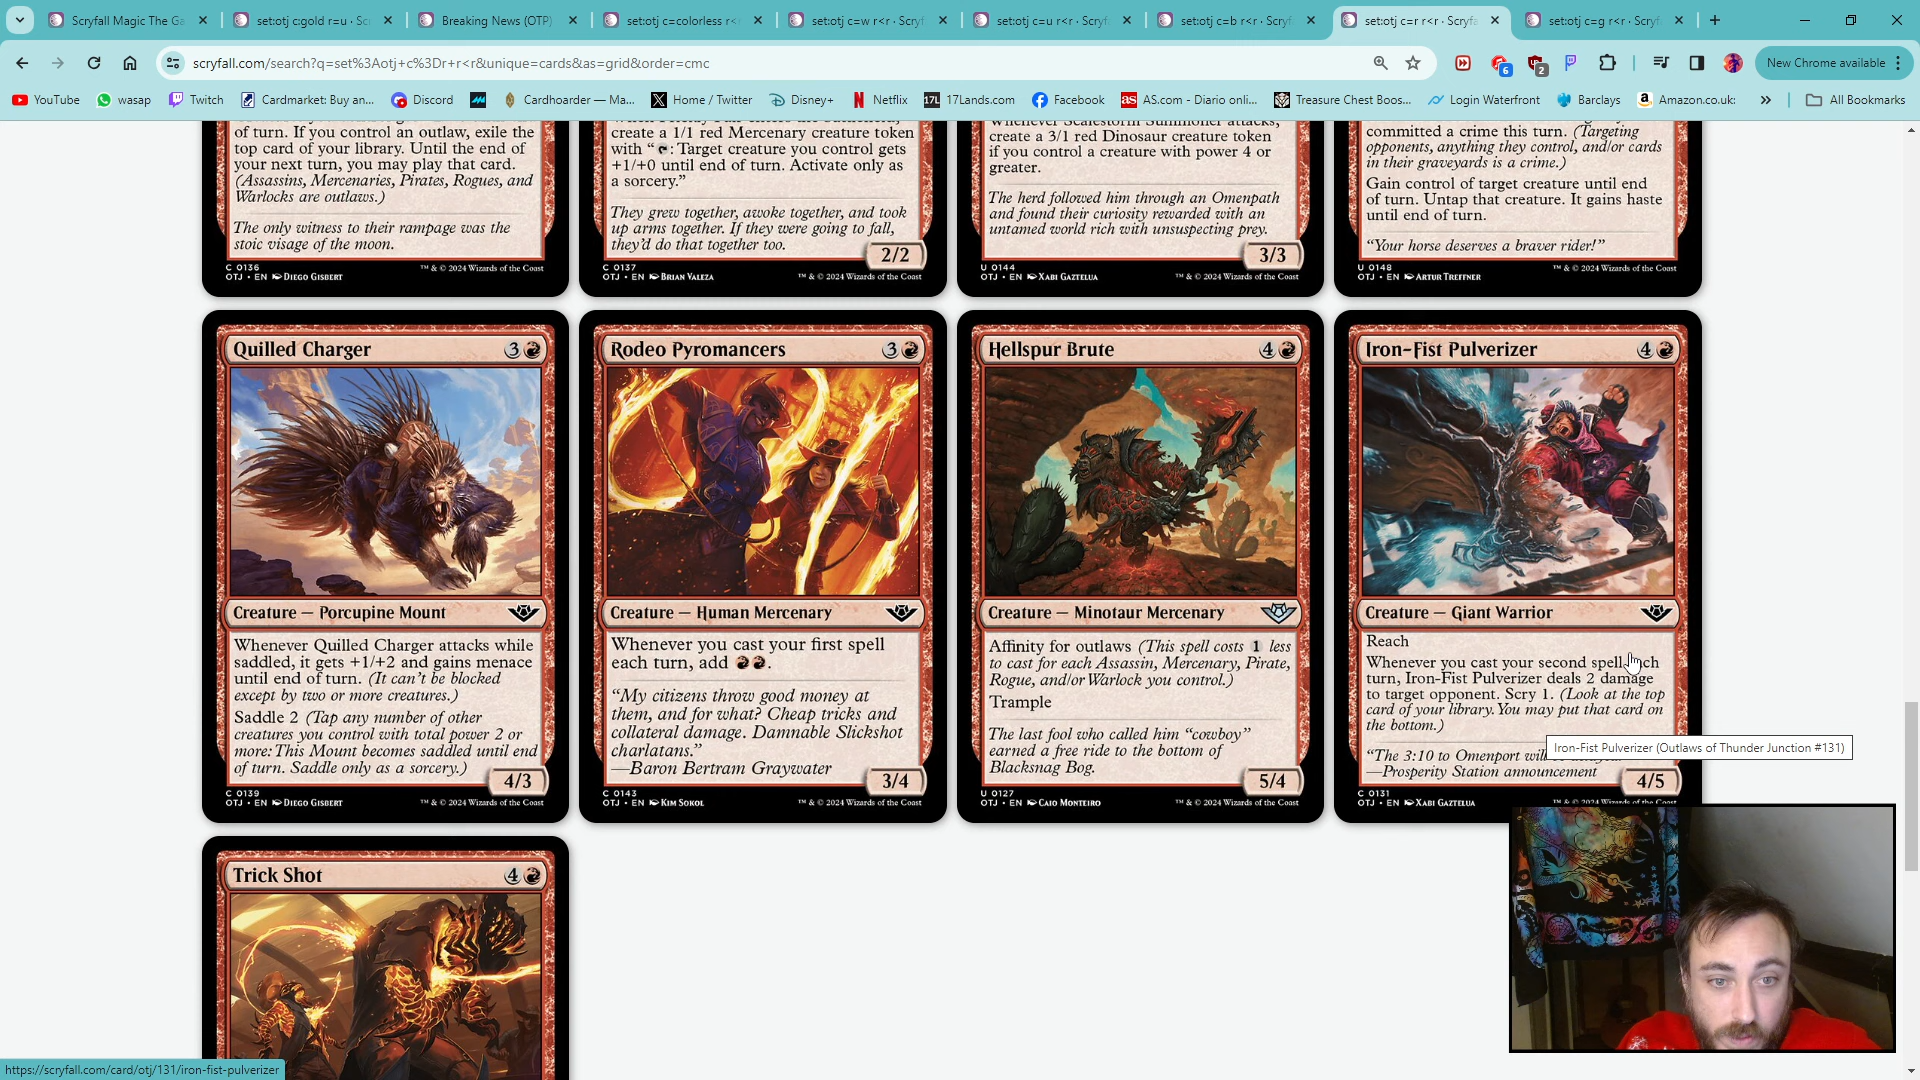 Scryfall Magic The Ga
set:otj c:gold r=u · Sc
Breaking News (OTP)
set:otj c=colorless r<
set:otj c=w r<r · Scryf
set:otj c=u r<r · Scryf
set:otj c=b r<r · Scryf
set:otj c=r r<r · Scryfa
set:otj c=g r<r · Scryf
scryfall.com/search?q=set%3Aotj+c%3Dr+r<r&unique=cards&as=grid&order=cmc
6
2
New Chrome available
YouTube
wasap
Twitch
Cardmarket: Buy an...
Discord
Cardhoarder — Ma...
Home / Twitter
Disney+
Netflix
17L 17Lands.com
Facebook
as AS.com - Diario onli...
Treasure Chest Boos...
Login Waterfront
Barclays
Amazon.co.uk:
All Bookmarks
of turn. If you control an outlaw, exile the
top card of your library. Until the end of
your next turn, you may play that card.
(Assassins, Mercenaries, Pirates, Rogues, and
Warlocks are outlaws.)
The only witness to their rampage was the
stoic visage of the moon.
C 0136
OTJ • EN Diego Gisbert
™ & © 2024 Wizards of the Coast
create a 1/1 red Mercenary creature token
with “: Target creature you control gets
+1/+0 until end of turn. Activate only as
a sorcery.”
They grew together, awoke together, and took
up arms together. If they were going to fall,
they’d do that together too.
2/2
C 0137
OTJ • EN Brian Valeza
™ & © 2024 Wizards of the Coast
Whenever Scalestorm Summoner attacks,
create a 3/1 red Dinosaur creature token
if you control a creature with power 4 or
greater.
The herd followed him through an Omenpath
and found their curiosity rewarded with an
untamed world rich with unsuspecting prey.
3/3
U 0144
OTJ • EN Xabi Gaztelua
™ & © 2024 Wizards of the Coast
committed a crime this turn. (Targeting
opponents, anything they control, and/or cards
in their graveyards is a crime.)
Gain control of target creature until end
of turn. Untap that creature. It gains haste
until end of turn.
“Your horse deserves a braver rider!”
U 0148
OTJ • EN Artur Treffner
™ & © 2024 Wizards of the Coast
Quilled Charger 3
Creature — Porcupine Mount
Whenever Quilled Charger attacks while
saddled, it gets +1/+2 and gains menace
until end of turn. (It can’t be blocked
except by two or more creatures.)
Saddle 2 (Tap any number of other
creatures you control with total power 2 or
more: This Mount becomes saddled until end
of turn. Saddle only as a sorcery.)
4/3
C 0139
OTJ • EN Diego Gisbert
™ & © 2024 Wizards of the Coast
Rodeo Pyromancers 3
Creature — Human Mercenary
Whenever you cast your first spell
each turn, add .
“My citizens throw good money at
them, and for what? Cheap tricks and
collateral damage. Damnable Slickshot
charlatans.”
—Baron Bertram Graywater
3/4
C 0143
OTJ • EN Kim Sokol
™ & © 2024 Wizards of the Coast
Hellspur Brute 4
Creature — Minotaur Mercenary
Affinity for outlaws (This spell costs 1 less
to cast for each Assassin, Mercenary, Pirate,
Rogue, and/or Warlock you control.)
Trample
The last fool who called him “cowboy”
earned a free ride to the bottom of
Blacksnag Bog.
5/4
U 0127
OTJ • EN Caio Monteiro
™ & © 2024 Wizards of the Coast
Iron-Fist Pulverizer 4
Creature — Giant Warrior
Reach
Whenever you cast your second spell each
turn, Iron-Fist Pulverizer deals 2 damage
to target opponent. Scry 1. (Look at the top
card of your library. You may put that card on
the bottom.)
Iron-Fist Pulverizer (Outlaws of Thunder Junction #131)
“The 3:10 to Omenport will
—Prosperity Station announcement
4/5
C 0131
OTJ • EN Xabi Gaztelua
™ & © 2024 Wizards of the Coast
Trick Shot 4
https://scryfall.com/card/otj/131/iron-fist-pulverizer